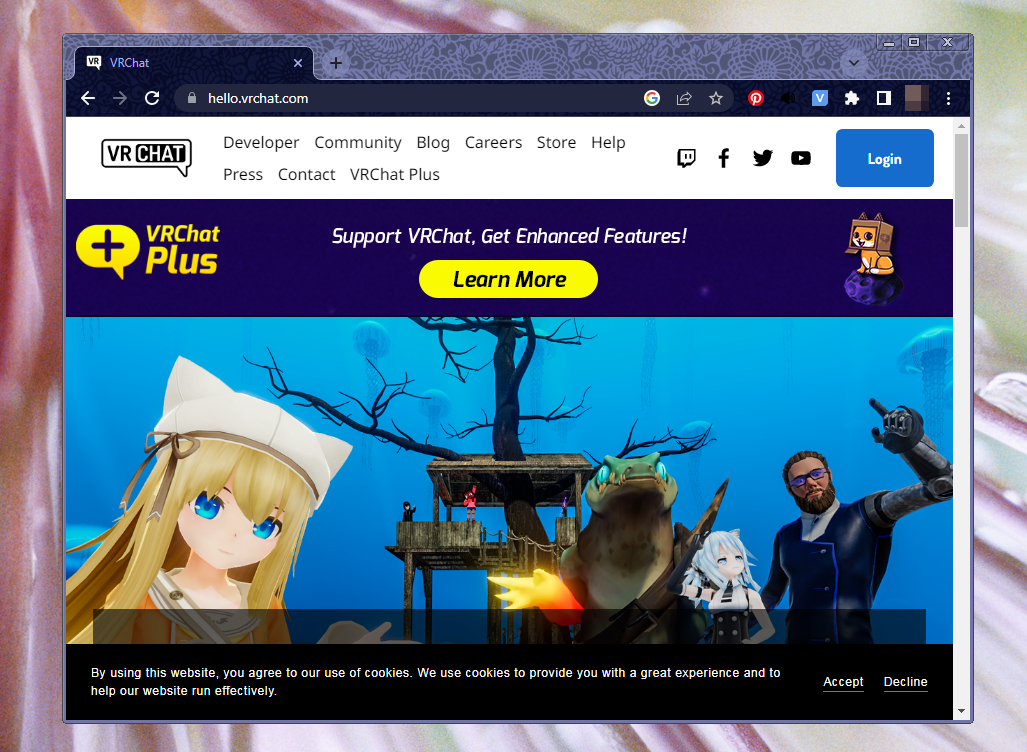 VRChat
hello.vrchat.com
VRCHAT
Developer Community Blog Careers Store Help
Press Contact VRChat Plus
Login
VRChat
Plus
Support VRChat, Get Enhanced Features!
Learn More
By using this website, you agree to our use of cookies. We use cookies to provide you with a great experience and to
help our website run effectively.
Accept Decline